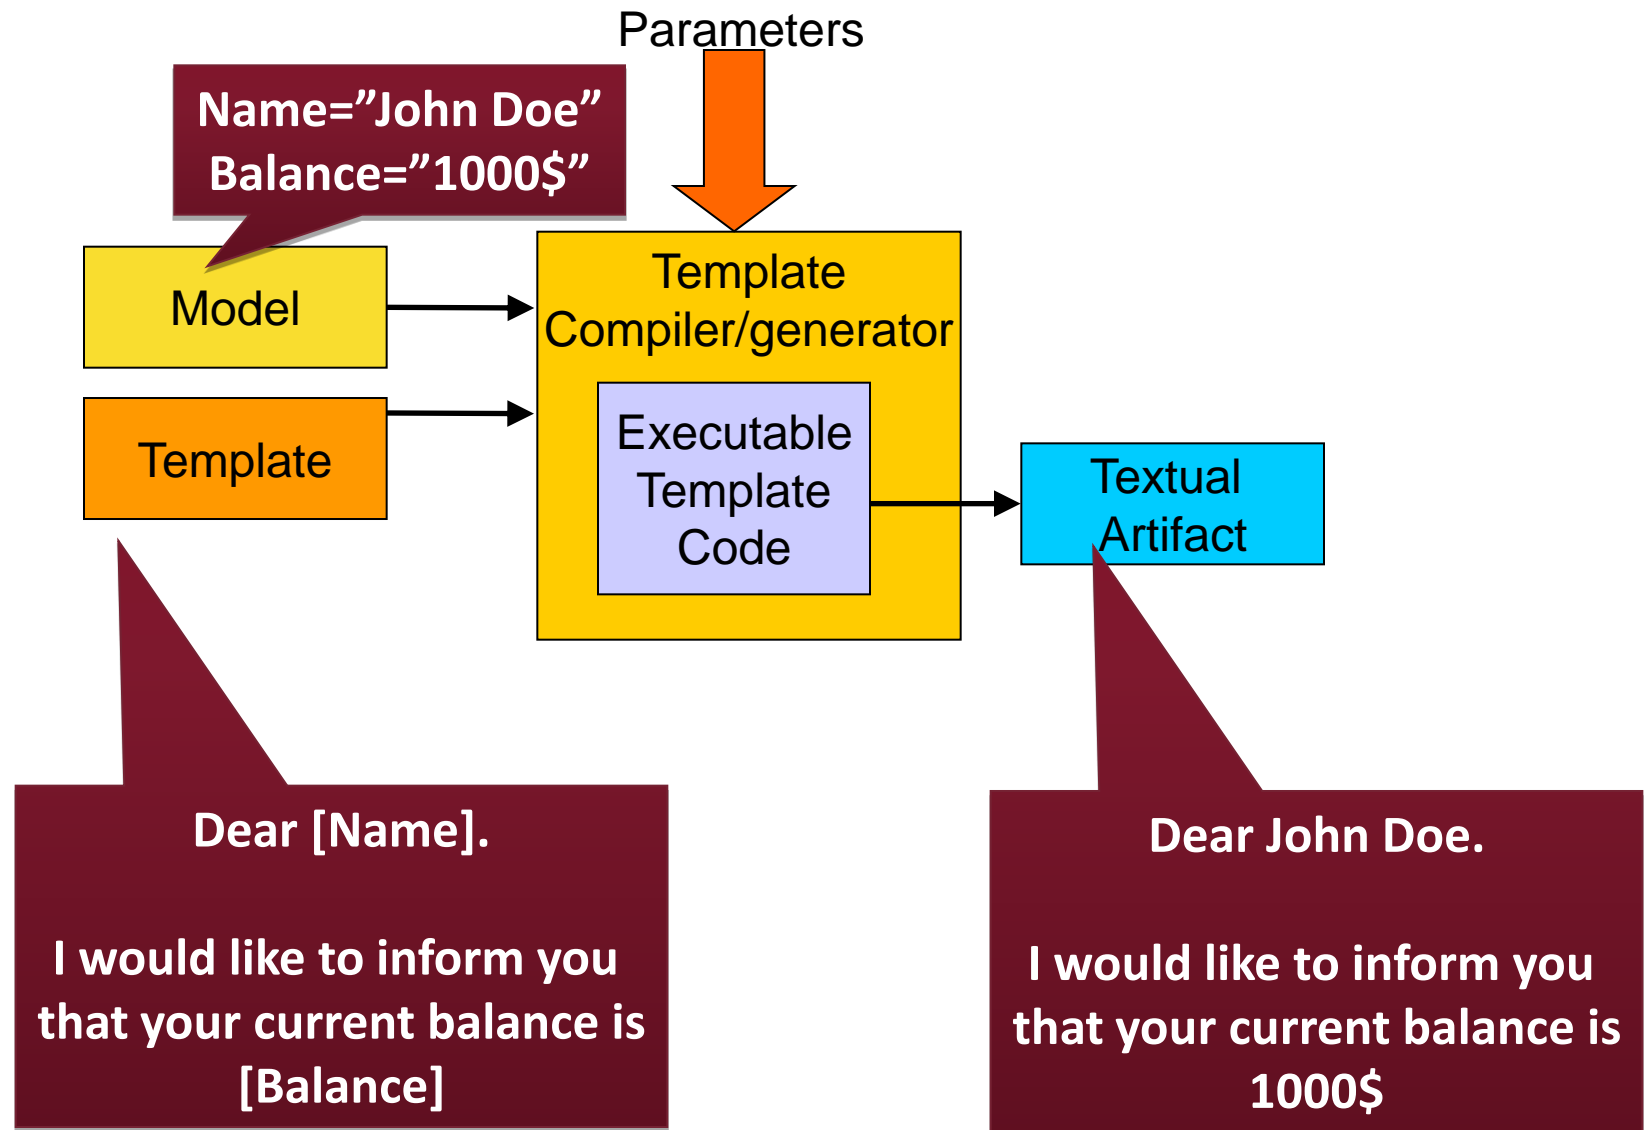 Parameters
Name=”John Doe”
Balance=”1000$”
Model
Template
Compiler/generator
Template
Executable
Template
Code
Textual
Artifact
Dear [Name].
I would like to inform you
that your current balance is
[Balance]
Dear John Doe.
I would like to inform you
that your current balance is
1000$